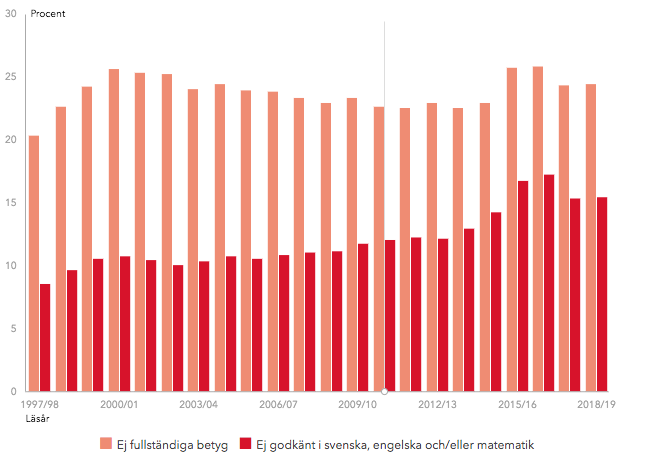 30
Procent
25
20
15
10
5
0
1997/98 2000/01 2003/04 2006/07 2009/10 2012/13 2015/16 2018/19
Läsår
Ej fullständiga betyg Ej godkänt i svenska, engelska och/eller matematik